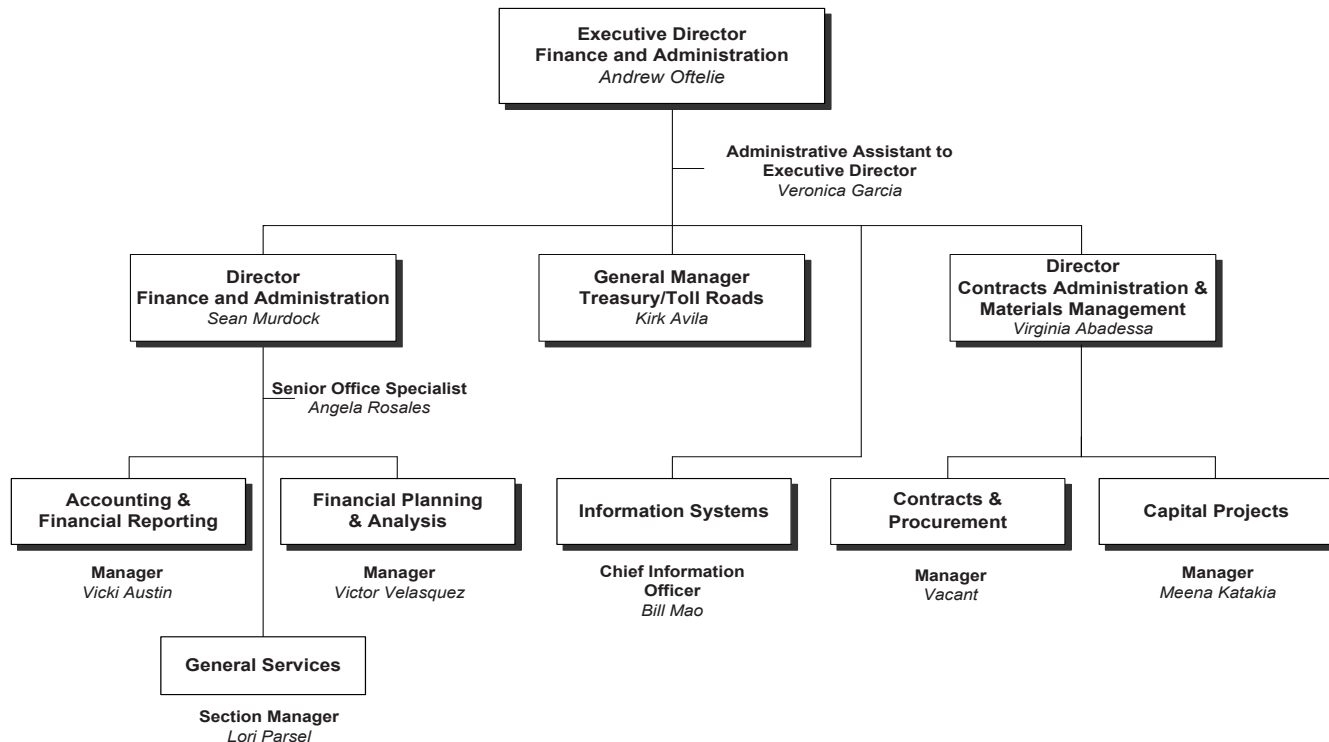 Executive Director
Finance and Administration
Andrew Oftelie
Administrative Assistant to
Executive Director
Veronica Garcia
Director
Finance and Administration
Sean Murdock
General Manager
Treasury/Toll Roads
Kirk Avila
Director
Contracts Administration &
Materials Management
Virginia Abadessa
Senior Office Specialist
Angela Rosales
Accounting &
Financial Reporting
Manager
Vicki Austin
Financial Planning
& Analysis
Manager
Victor Velasquez
Information Systems
Chief Information
Officer
Bill Mao
Contracts &
Procurement
Manager
Vacant
Capital Projects
Manager
Meena Katakia
General Services
Section Manager
Lori Parsel